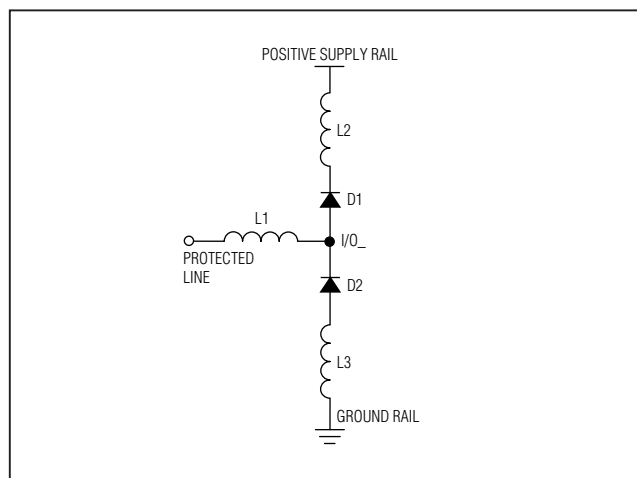 POSITIVE SUPPLY RAIL
L2
D1
L1
I/O_
PROTECTED
LINE
D2
L3
GROUND RAIL